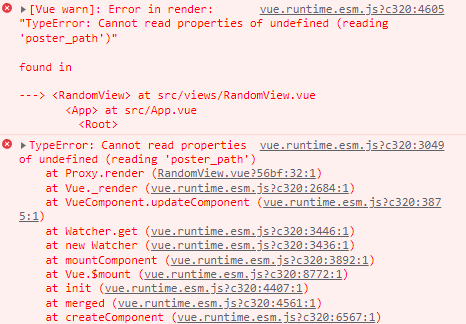 [Vue warn]: Error in render: vue.runtime.esm.js?c320:4605
"TypeError: Cannot read properties of undefined (reading
'poster_path')"
found in
---> <RandomView> at src/views/RandomView.vue
<App> at src/App.vue
<Root>
TypeError: Cannot read properties vue.runtime.esm.js?c320:3049
of undefined (reading 'poster_path')
at Proxy.render (RandomView.vue?56bf:32:1)
at Vue._render (vue.runtime.esm.js?c320:2684:1)
at VueComponent.updateComponent (vue.runtime.esm.js?c320:387
5:1)
at Watcher.get (vue.runtime.esm.js?c320:3446:1)
at new Watcher (vue.runtime.esm.js?c320:3436:1)
at mountComponent (vue.runtime.esm.js?c320:3892:1)
at Vue.$mount (vue.runtime.esm.js?c320:8772:1)
at init (vue.runtime.esm.js?c320:4407:1)
at merged (vue.runtime.esm.js?c320:4561:1)
at createComponent (vue.runtime.esm.js?c320:6567:1)